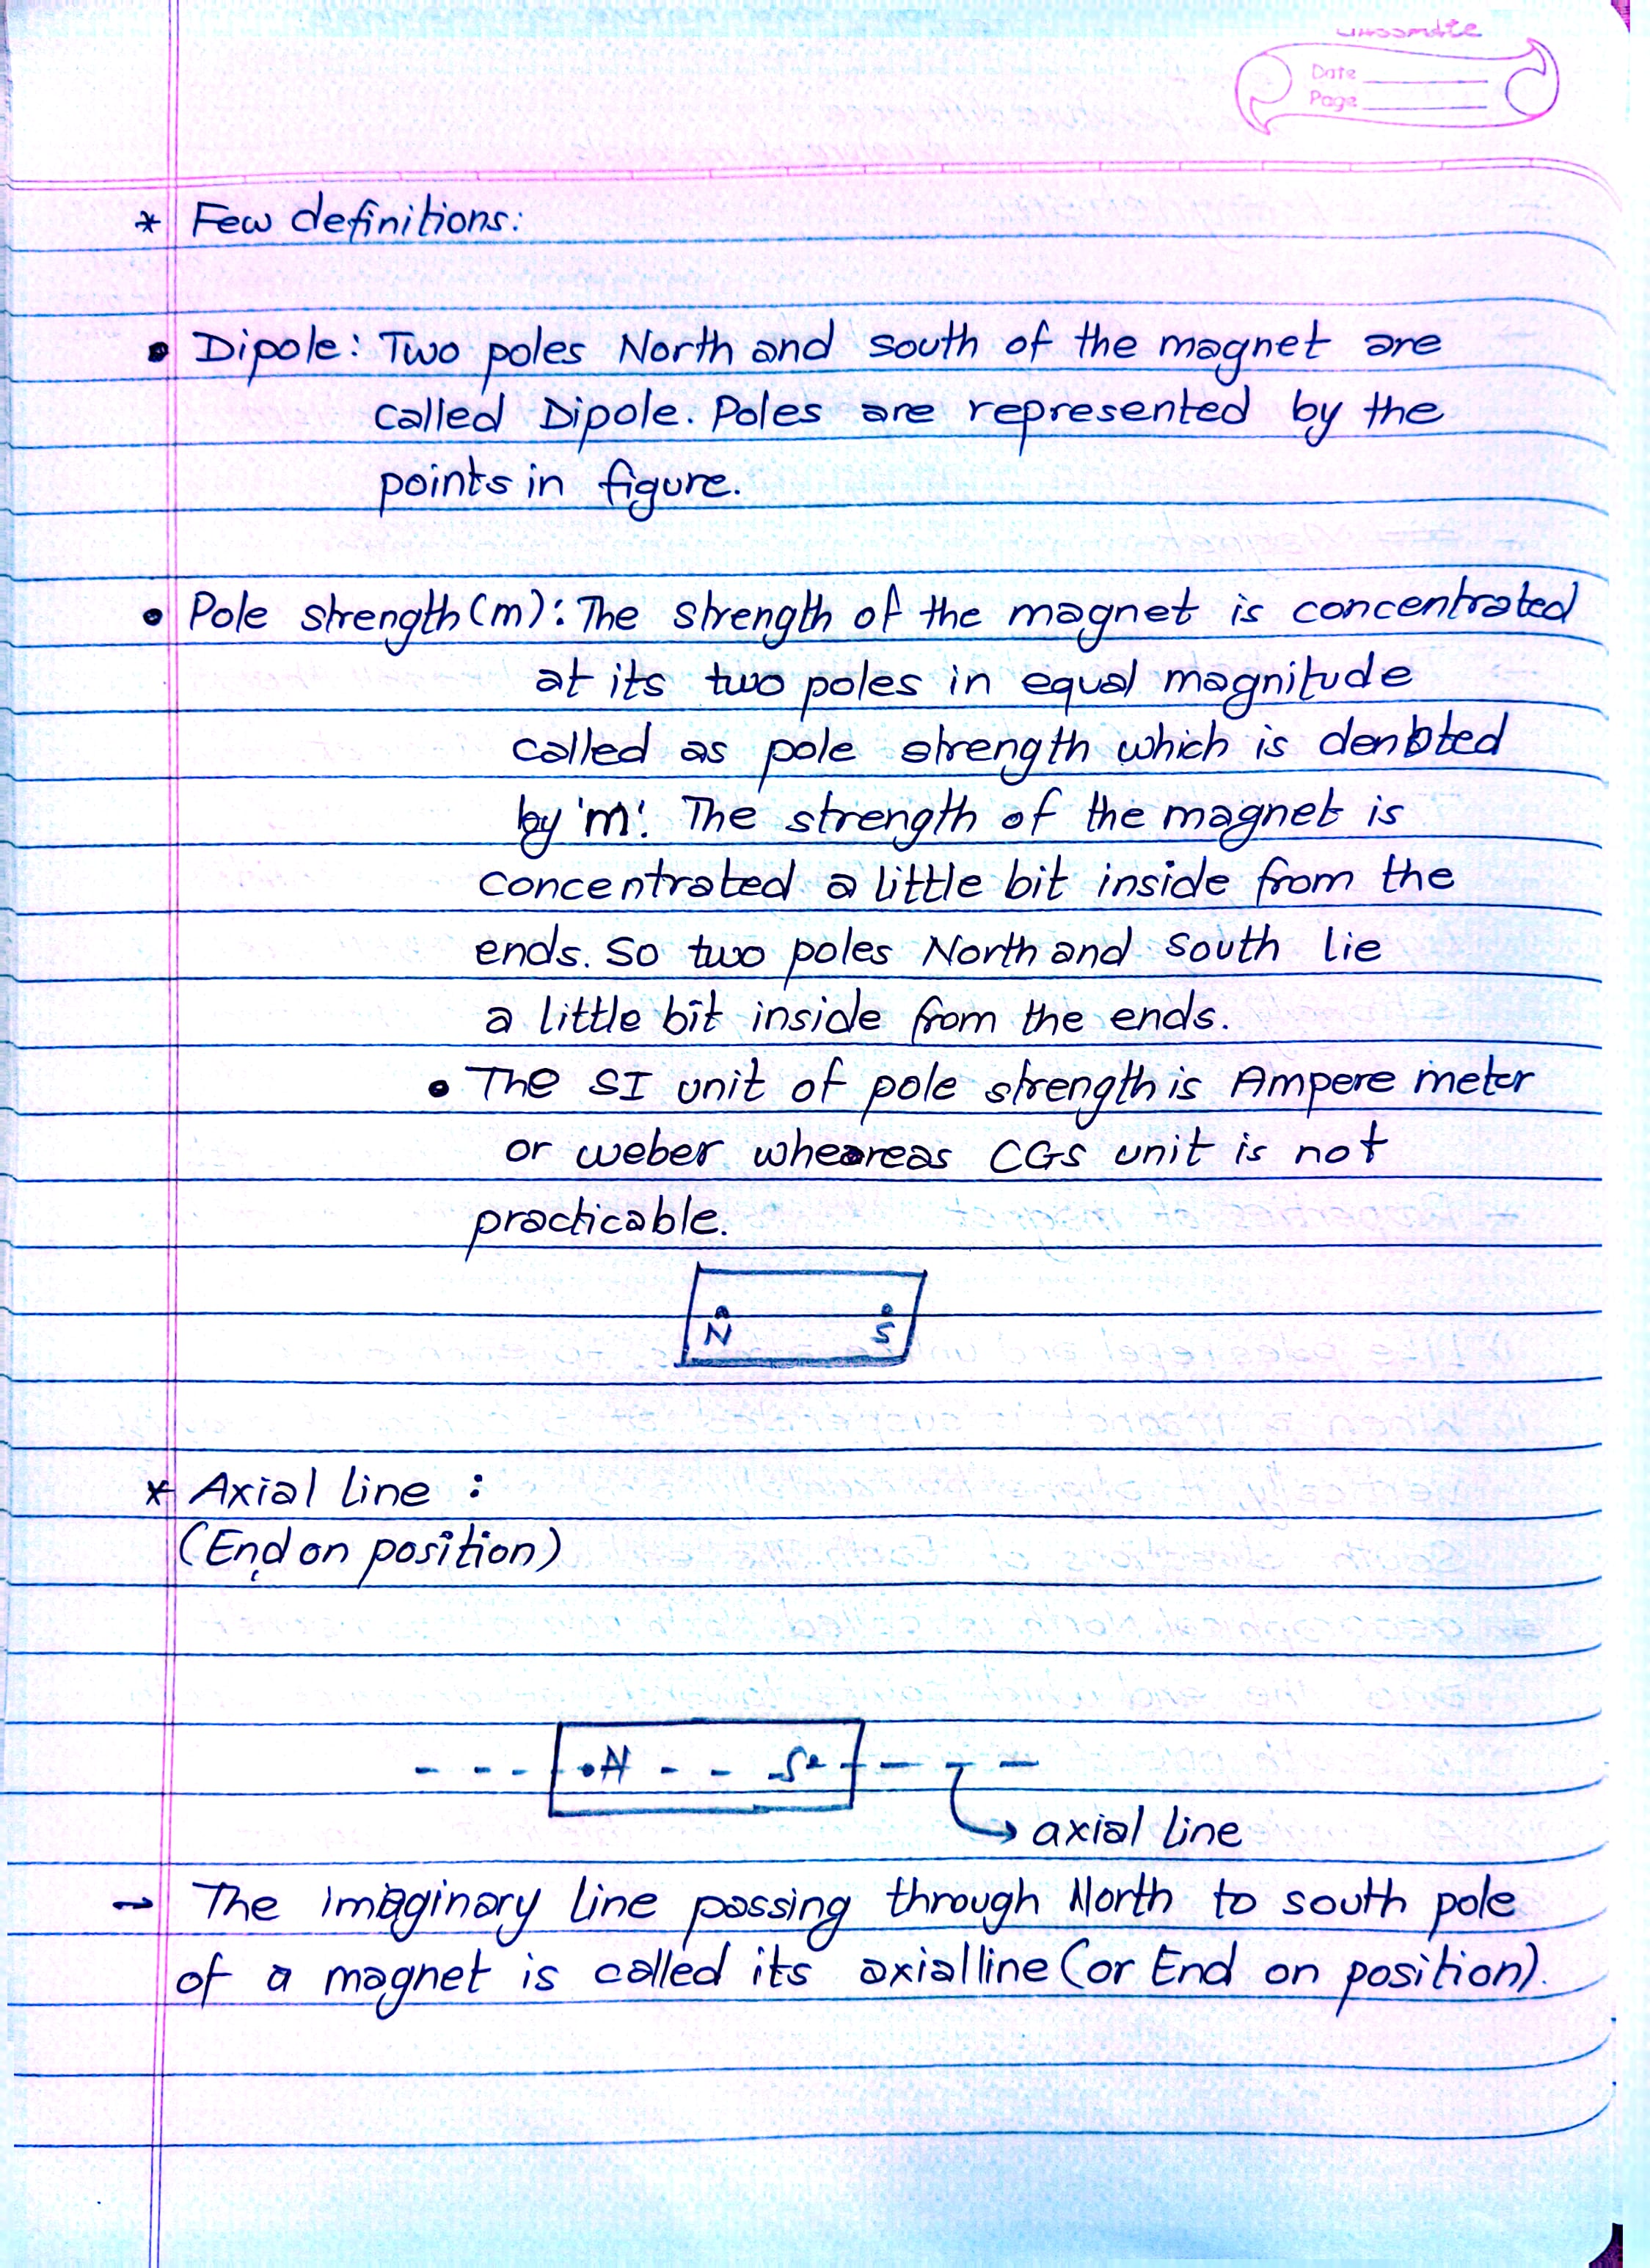 classmate
Date
Page
* Few definitions:
• Dipole: Two poles North and south of the magnet are
called Dipole. Poles are represented by the
points in figure.
• Pole strength (m): The strength of the magnet is concentrated
at its two poles in equal magnitude
called as pole strength which is denoted
by 'm'. The strength of the magnet is
concentrated a little bit inside from the
ends. So two poles North and South lie
a little bit inside from the ends.
• The SI unit of pole strength is Ampere meter
or weber wheareas CGS unit is not
practicable.
N S
* Axial line :
(End on position)
N S
axial line
→ The imaginary line passing through North to south pole
of a magnet is called its axial line (or End on position).